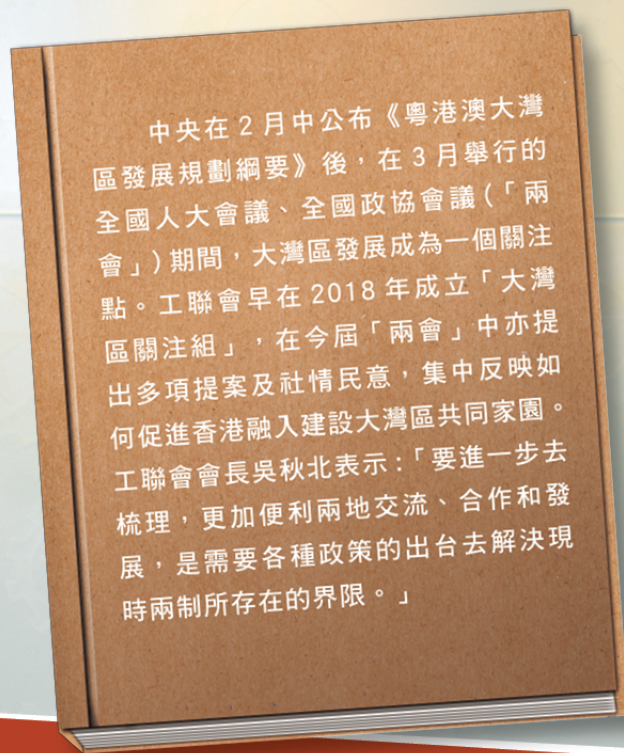 中央在2月中公布《粵港澳大灣
區發展規劃綱要》後，在3月舉行的
全國人大會議、全國政協會議（「兩
會」）期間，大灣區發展成為一個關注
點。工聯會早在2018年成立「大灣
區關注組」，在今屆「兩會」中亦提
出多項提案及社情民意，集中反映如
何促進香港融入建設大灣區共同家園。
工聯會會長吳秋北表示：「要進一步去
梳理，更加便利兩地交流、合作和發
展，是需要各種政策的出台去解決現
時兩制所存在的界限。」